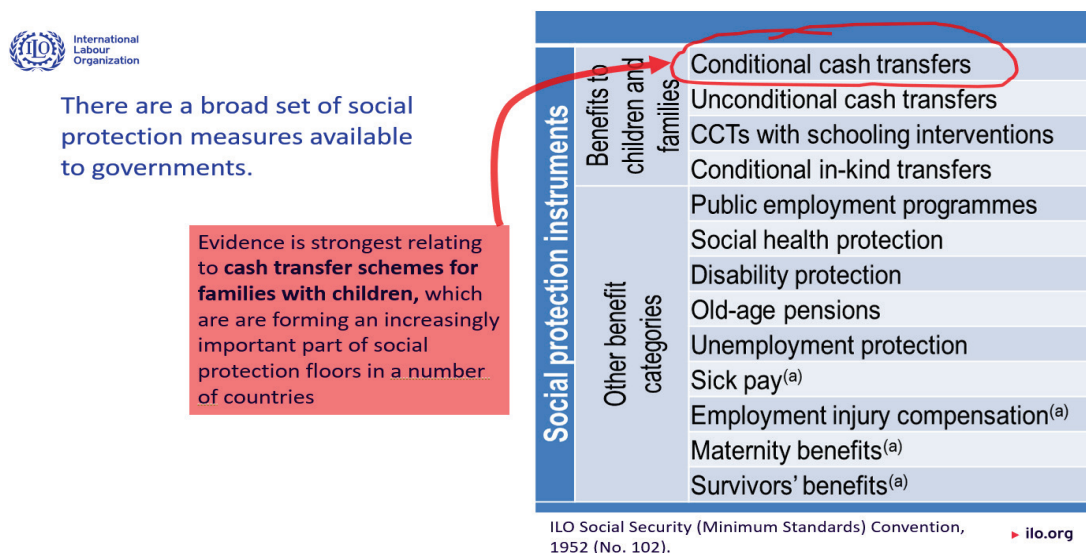 ILO
International
Labour
Organization
There are a broad set of social
protection measures available
to governments.
Evidence is strongest relating
to cash transfer schemes for
families with children, which
are are forming an increasingly
important part of social
protection floors in a number
of countries
Social protection instruments
Benefits to
children and
families
Conditional cash transfers
Unconditional cash transfers
CCTs with schooling interventions
Conditional in-kind transfers
Other benefit
categories
Public employment programmes
Social health protection
Disability protection
Old-age pensions
Unemployment protection
Sick pay(a)
Employment injury compensation(a)
Maternity benefits(a)
Survivors' benefits(a)
ILO Social Security (Minimum Standards) Convention,
1952 (No. 102).
ilo.org